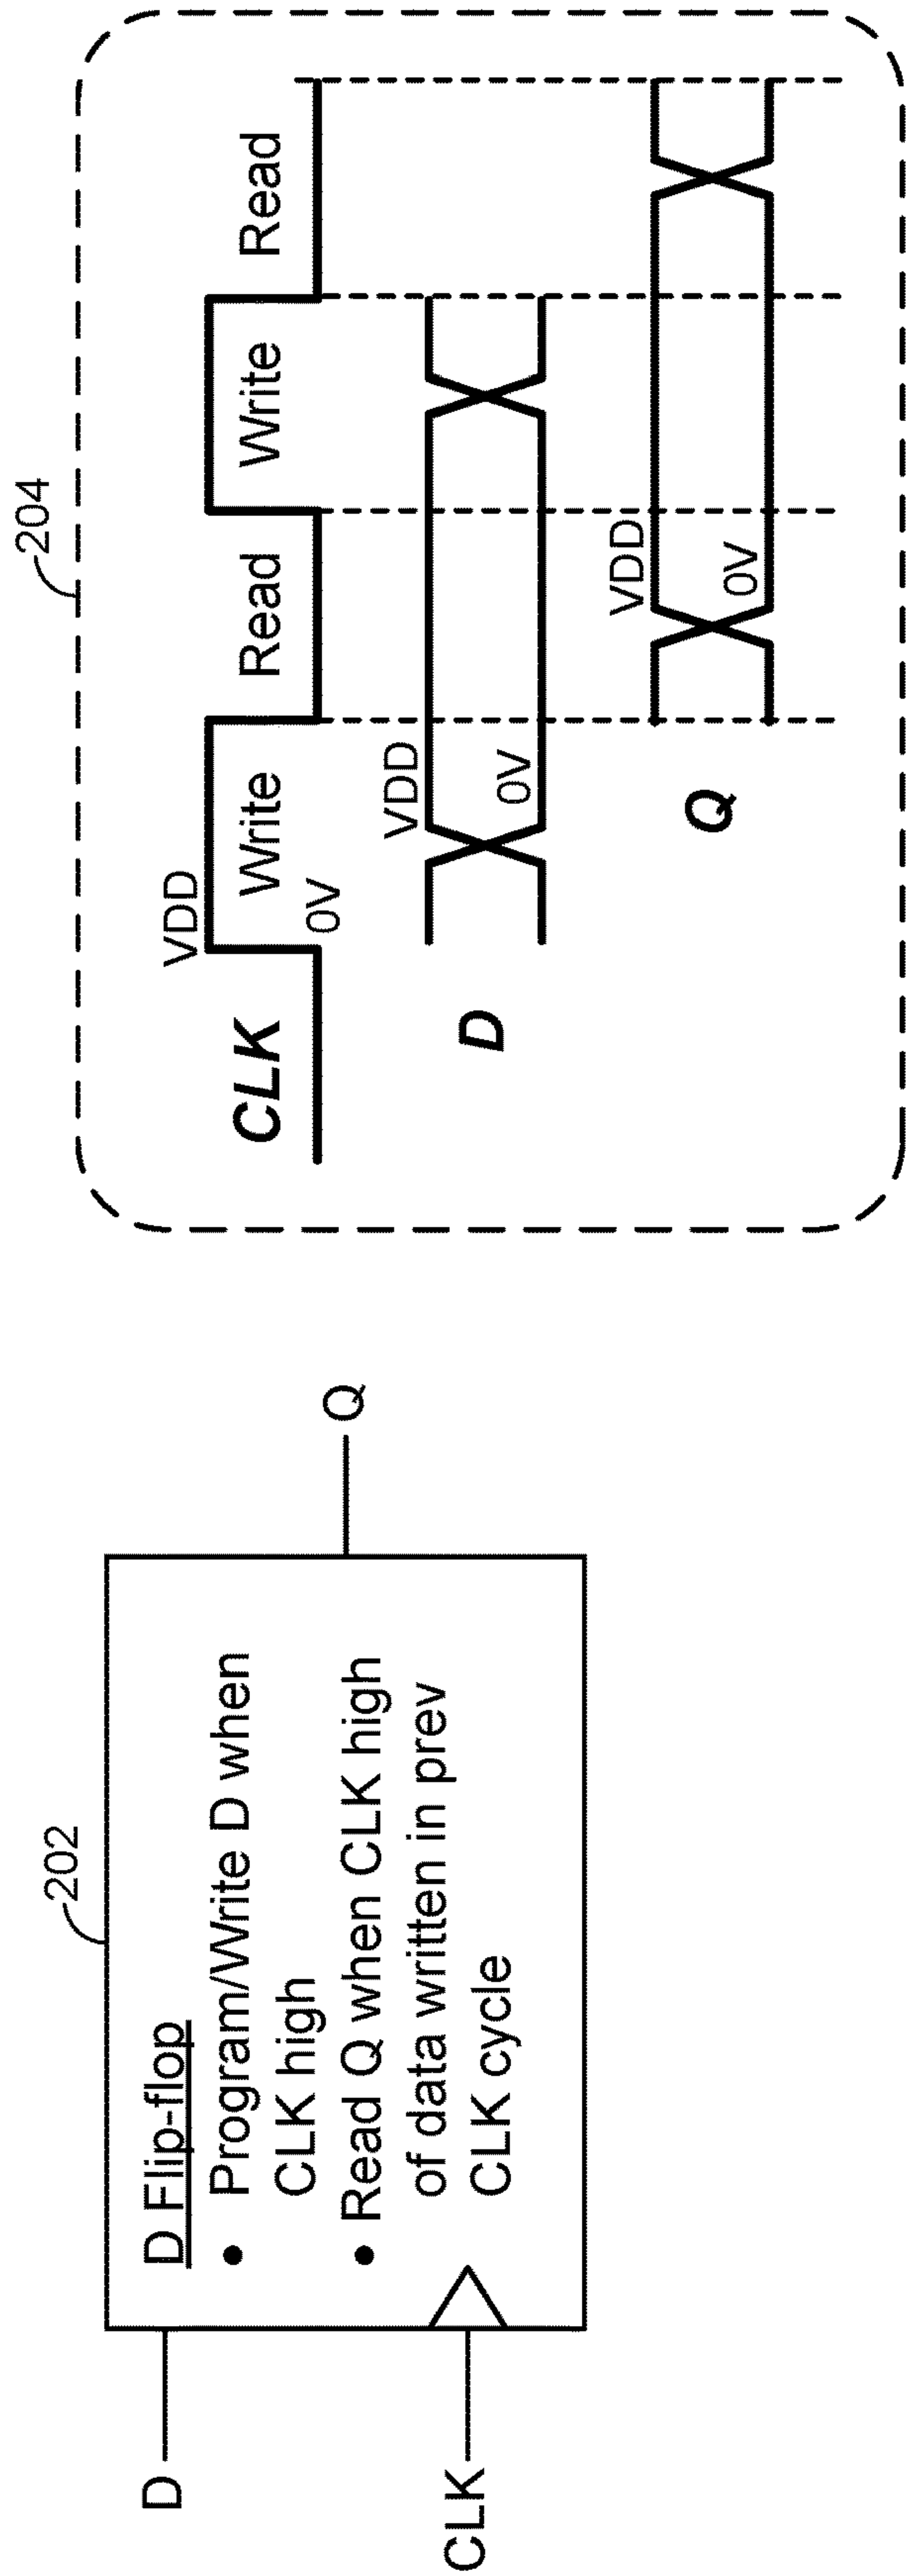 202
D Flip-flop
• Program/Write D when
CLK high
• Read Q when CLK high
of data written in prev
CLK cycle
D
CLK
Q
204
VDD
CLK
Write
Read
Write
Read
0V
D
VDD
0V
Q
VDD
0V